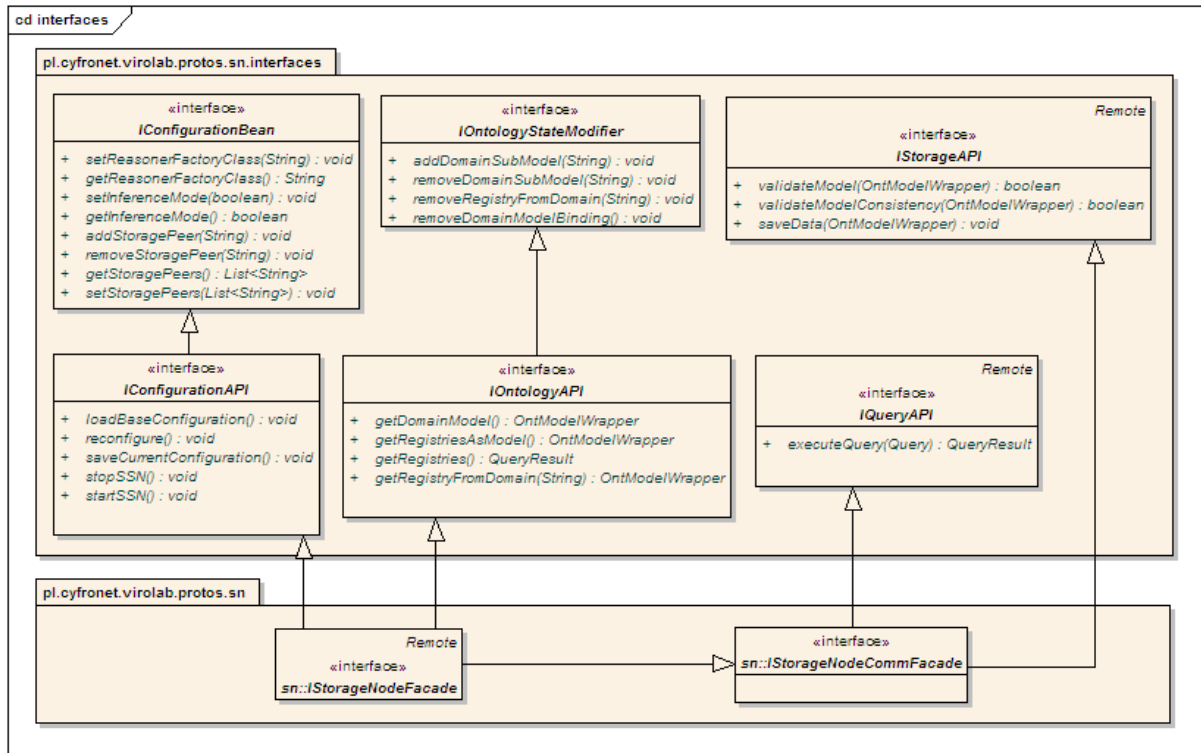 cd interfaces
pl.cyfronet.virolab.protos.sn.interfaces
«interface»
IConfigurationBean
+ setReasonerFactoryClass(String) : void
+ getReasonerFactoryClass() : String
+ setInferenceMode(boolean) : void
+ getInferenceMode() : boolean
+ addStoragePeer(String) : void
+ removeStoragePeer(String) : void
+ getStoragePeers() : List<String>
+ setStoragePeers(List<String>) : void
«interface»
IOntologyStateModifier
+ addDomainSubModel(String) : void
+ removeDomainSubModel(String) : void
+ removeRegistryFromDomain(String) : void
+ removeDomainModelBinding() : void
Remote
«interface»
IStorageAPI
+ validateModel(OntModelWrapper) : boolean
+ validateModelConsistency(OntModelWrapper) : boolean
+ saveData(OntModelWrapper) : void
«interface»
IConfigurationAPI
+ loadBaseConfiguration() : void
+ reconfigure() : void
+ saveCurrentConfiguration() : void
+ stopSSN() : void
+ startSSN() : void
«interface»
IOntologyAPI
+ getDomainModel() : OntModelWrapper
+ getRegistriesAsModel() : OntModelWrapper
+ getRegistries() : QueryResult
+ getRegistryFromDomain(String) : OntModelWrapper
Remote
«interface»
IQueryAPI
+ executeQuery(Query) : QueryResult
pl.cyfronet.virolab.protos.sn
Remote
«interface»
sn::IStorageNodeFacade
«interface»
sn::IStorageNodeCommFacade